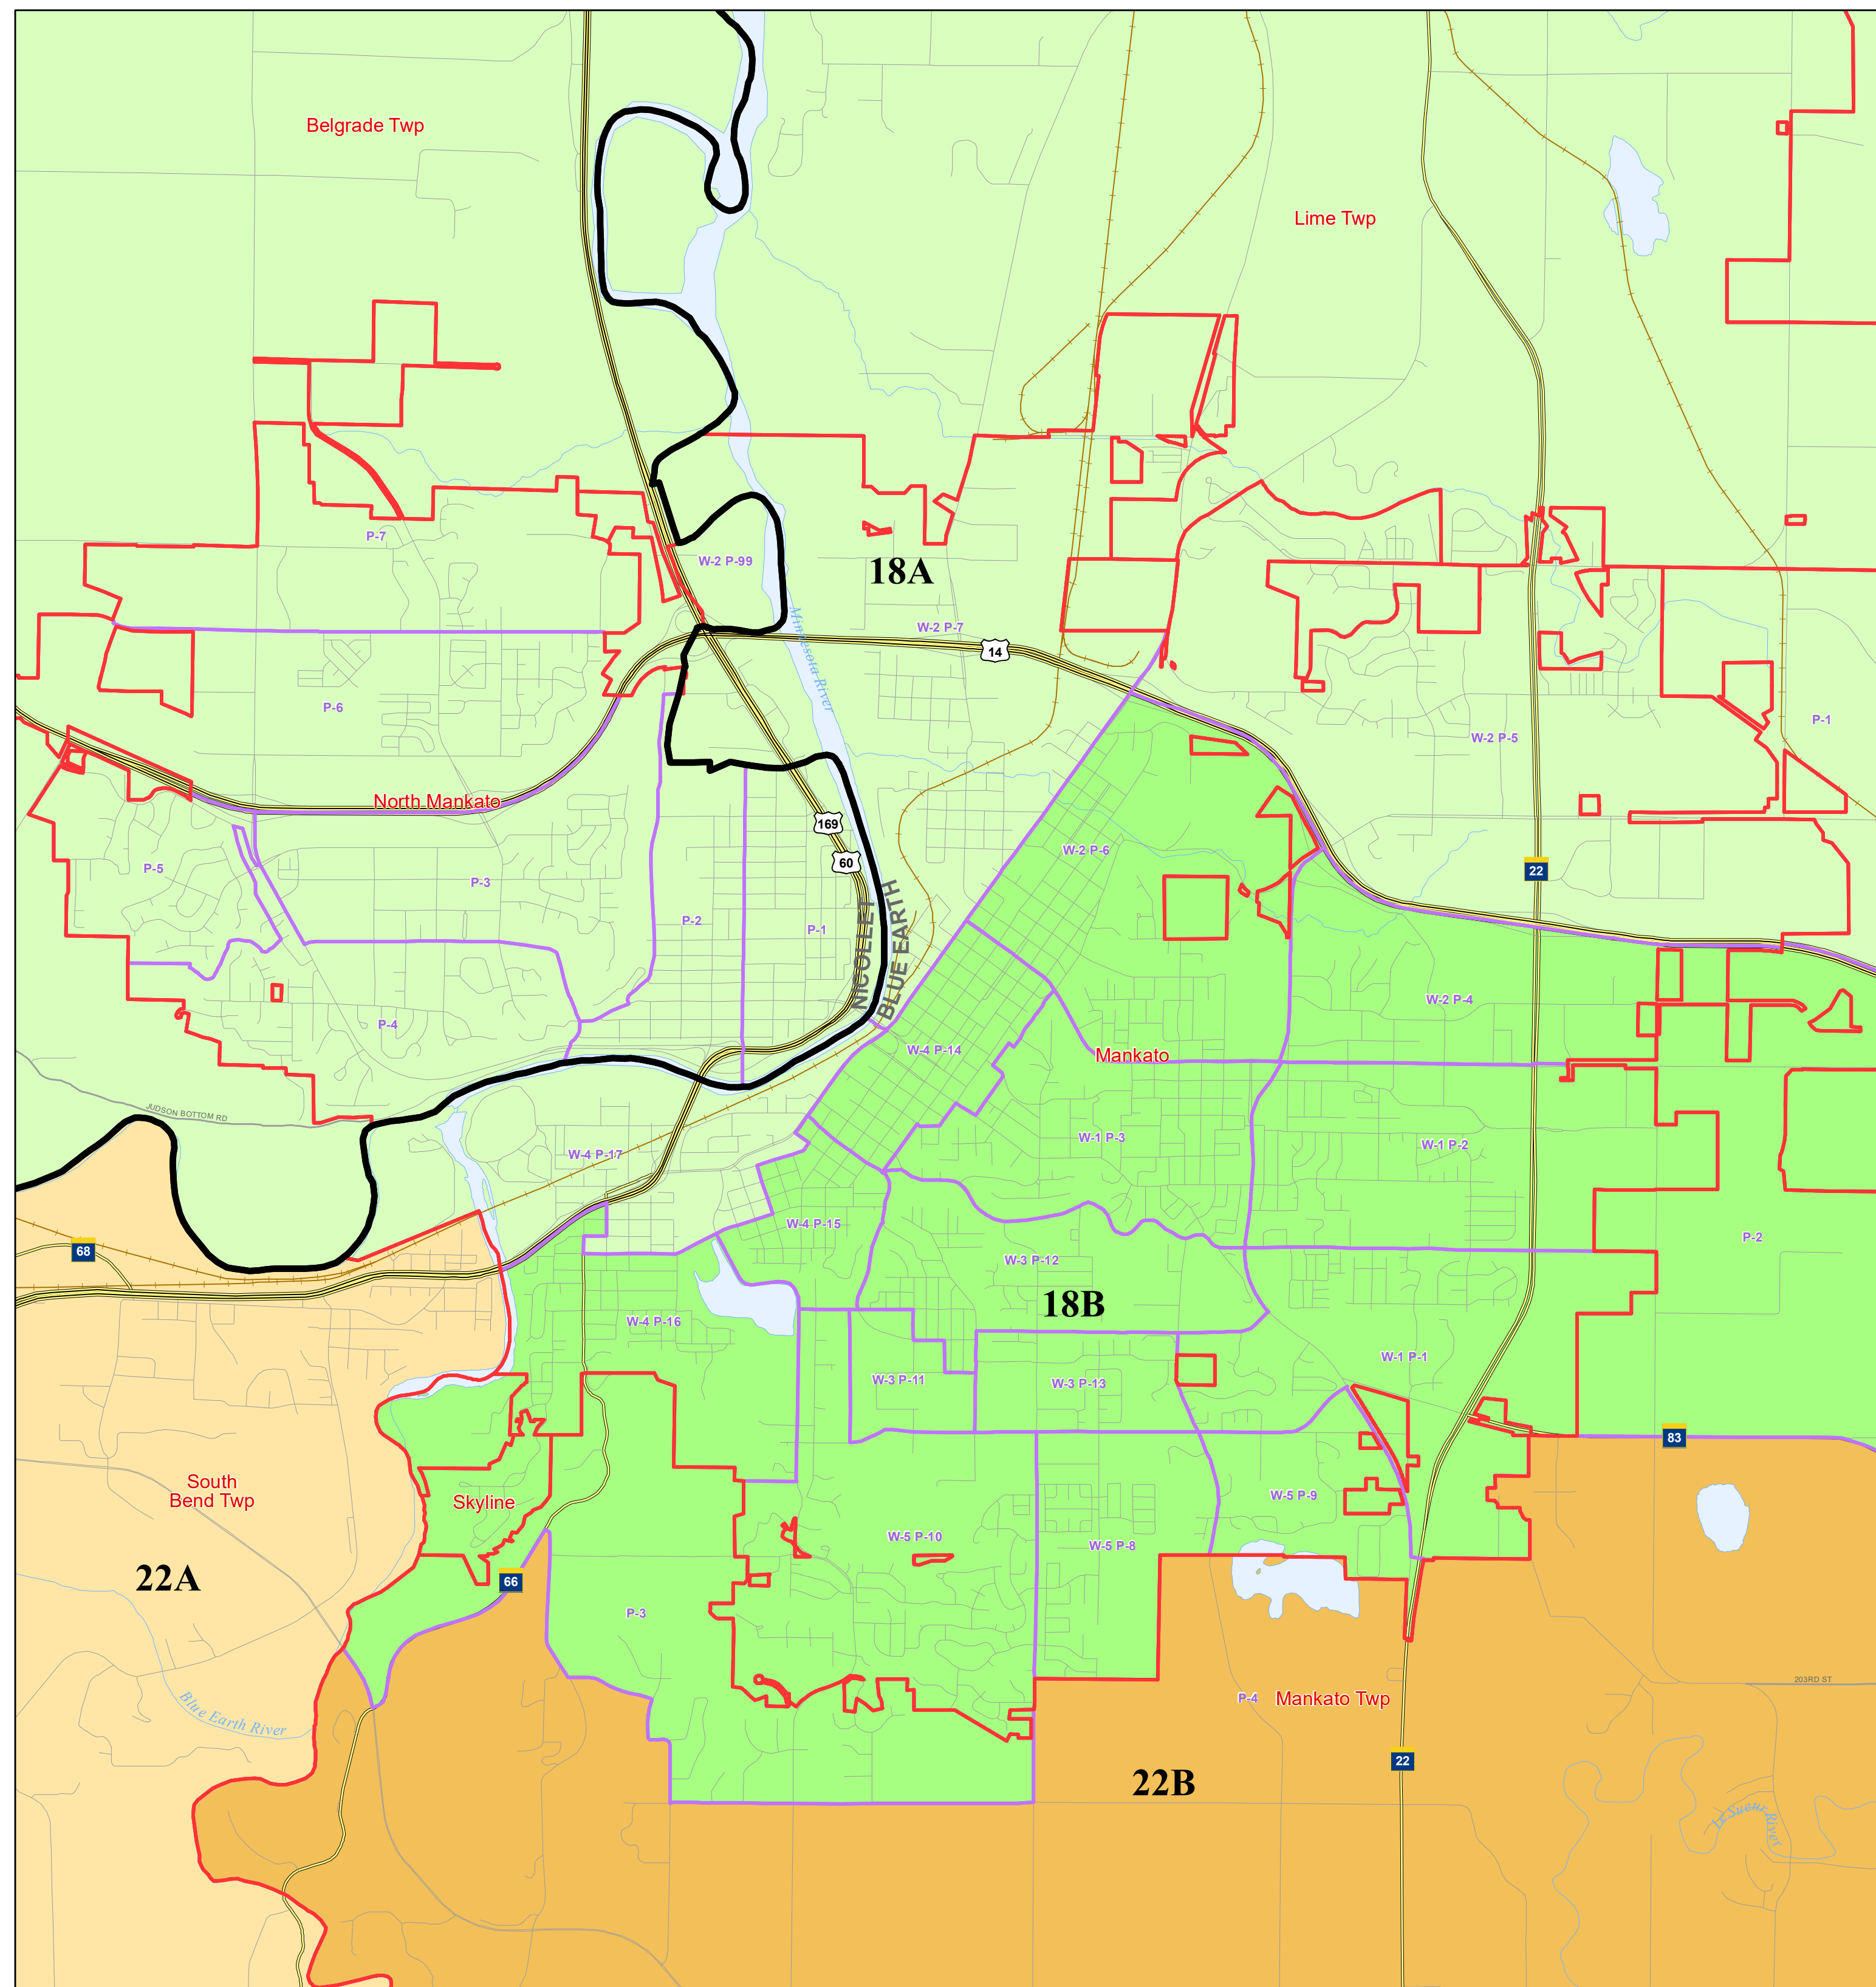 Belgrade Twp
Lime Twp
P-7
W-2 P-99
18A
W-2 P-7
Minnesota River
14
P-6
P-1
W-2 P-5
North Mankato
169
60
W-2 P-6
P-5
P-3
22
P-2
P-1
NICOLLET
BLUE EARTH
W-2 P-4
P-4
W-4 P-14
Mankato
JUDSON BOTTOM RD
W-4 P-17
W-1 P-3
W-1 P-2
W-4 P-15
P-2
68
W-3 P-12
18B
W-4 P-16
W-1 P-1
W-3 P-11
W-3 P-13
83
South
Bend Twp
Skyline
W-5 P-9
W-5 P-10
W-5 P-8
22A
66
P-3
203RD ST
P-4
Mankato Twp
Blue Earth River
22
22B
Le Sueur River